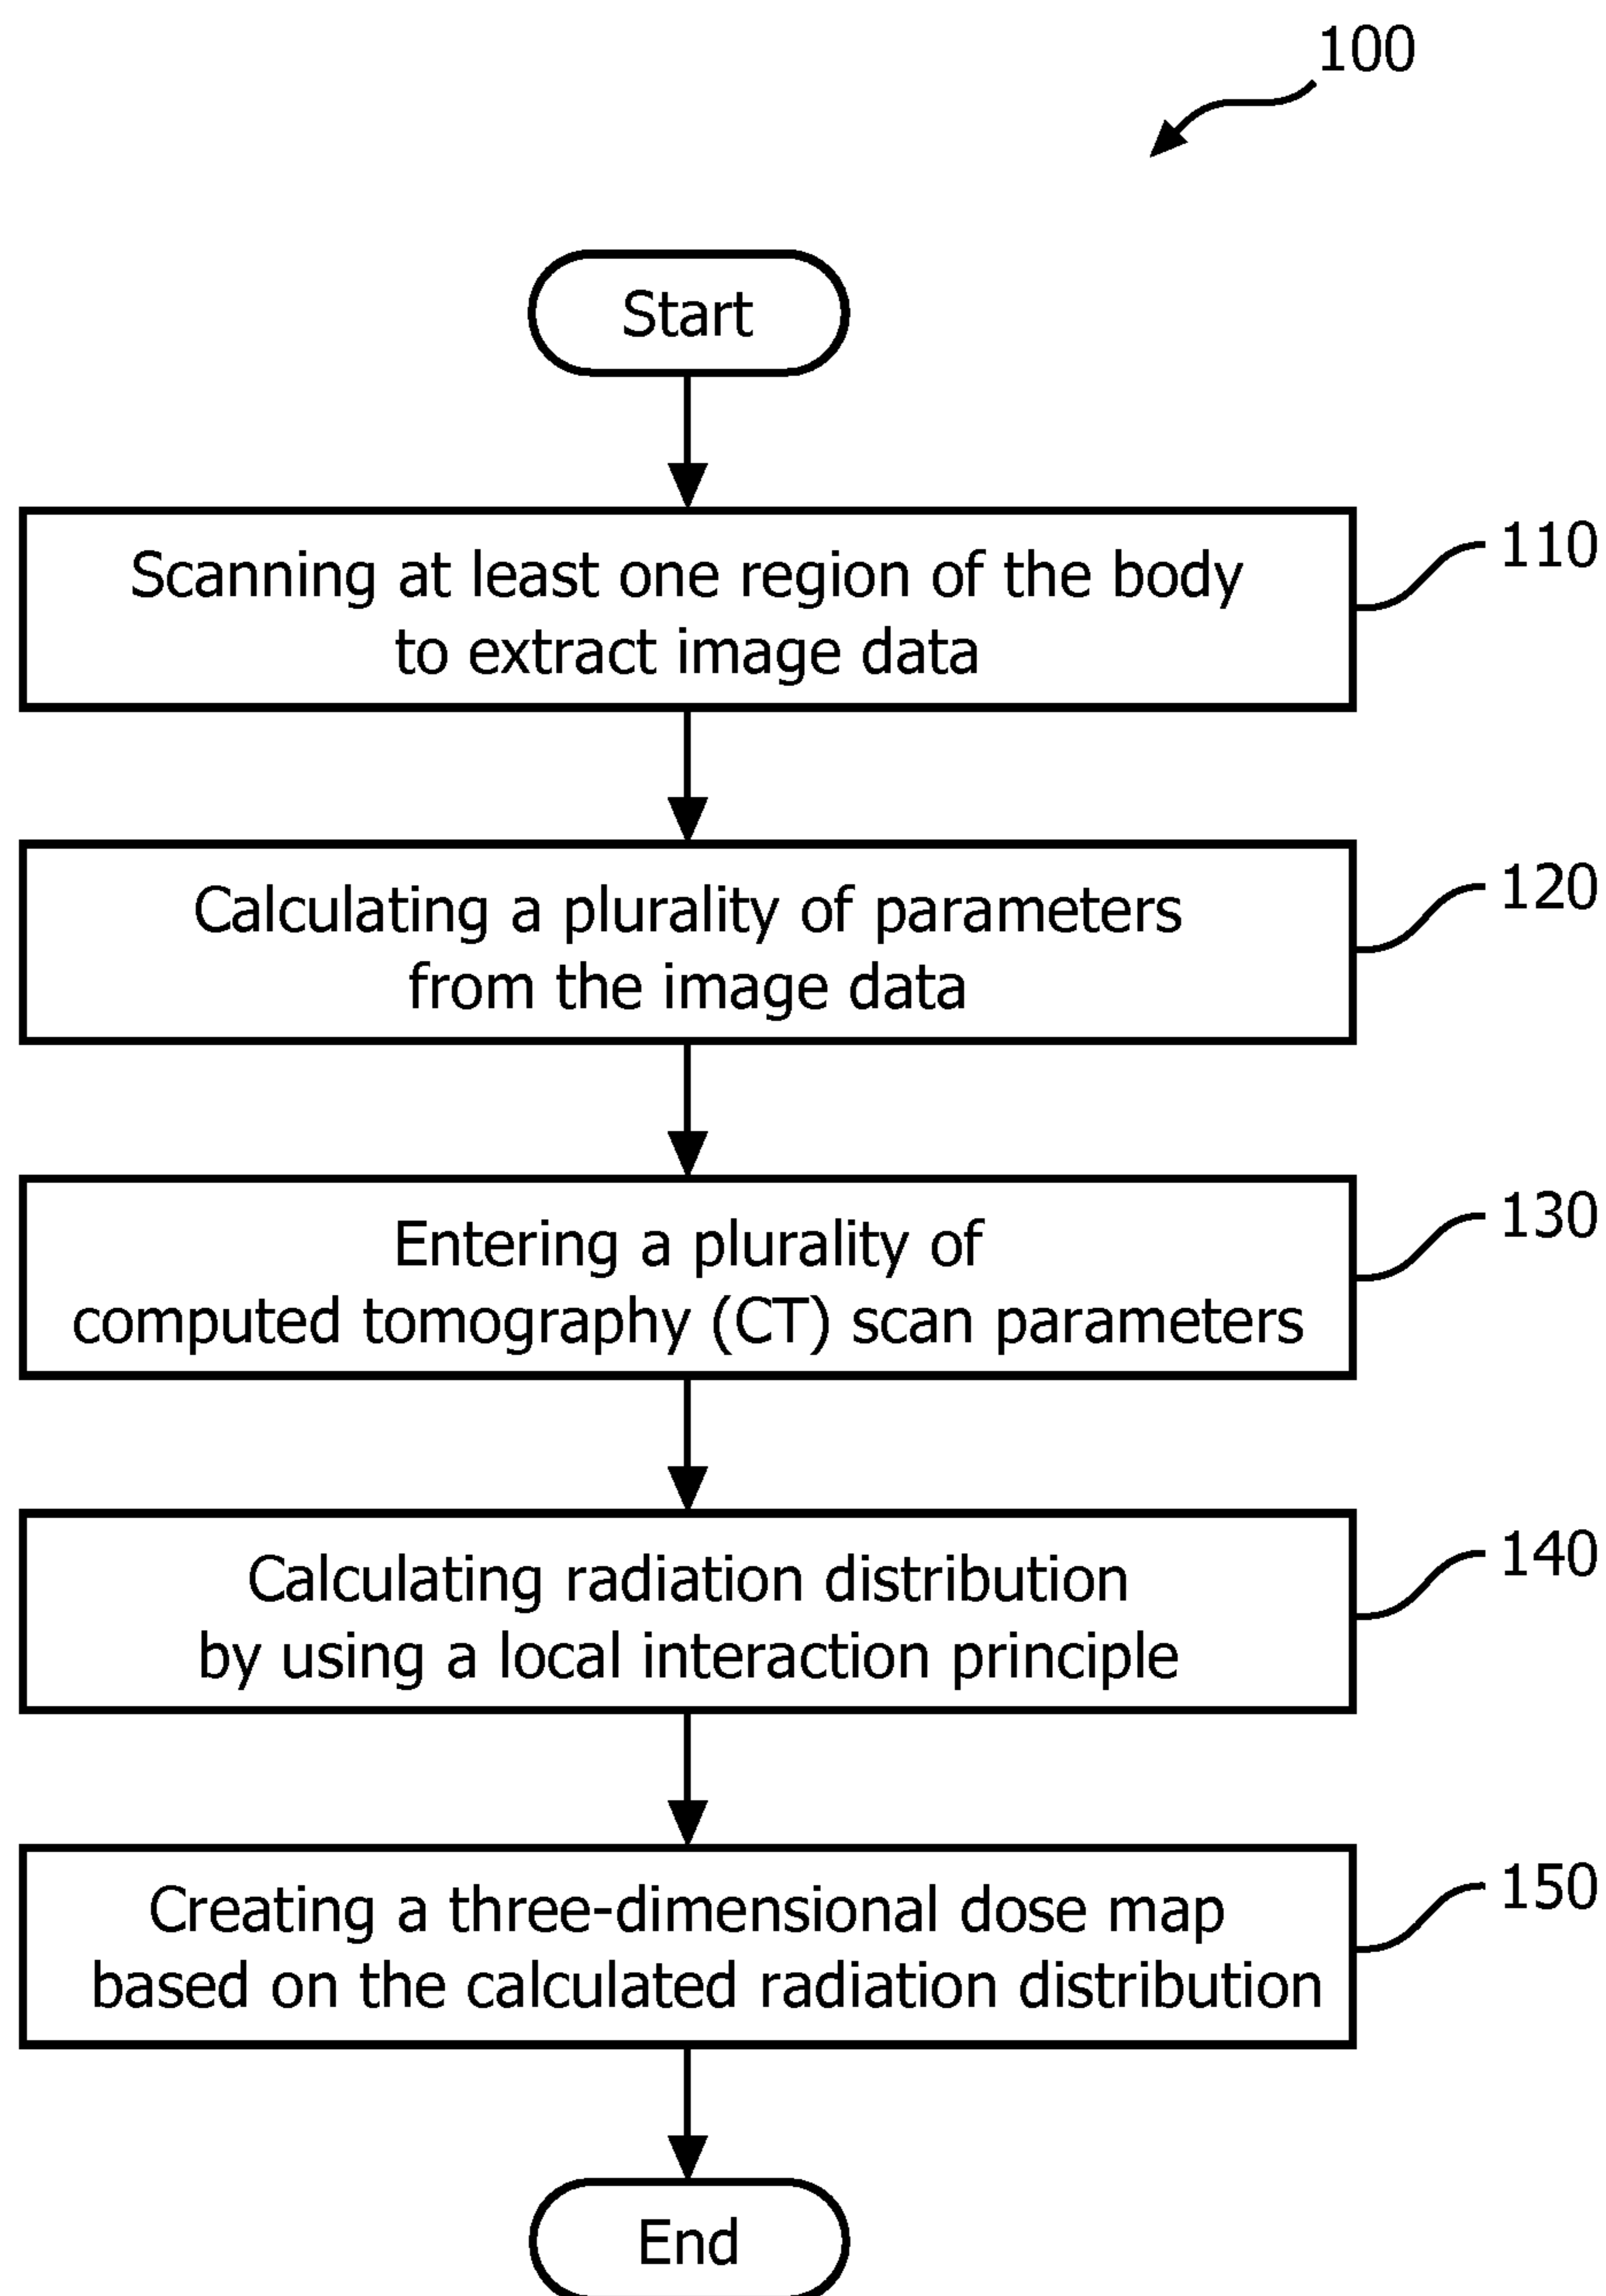 100
Start
Scanning at least one region of the body
to extract image data
110
Calculating a plurality of parameters
from the image data
120
Entering a plurality of
computed tomography (CT) scan parameters
130
Calculating radiation distribution
by using a local interaction principle
140
Creating a three-dimensional dose map
based on the calculated radiation distribution
150
End